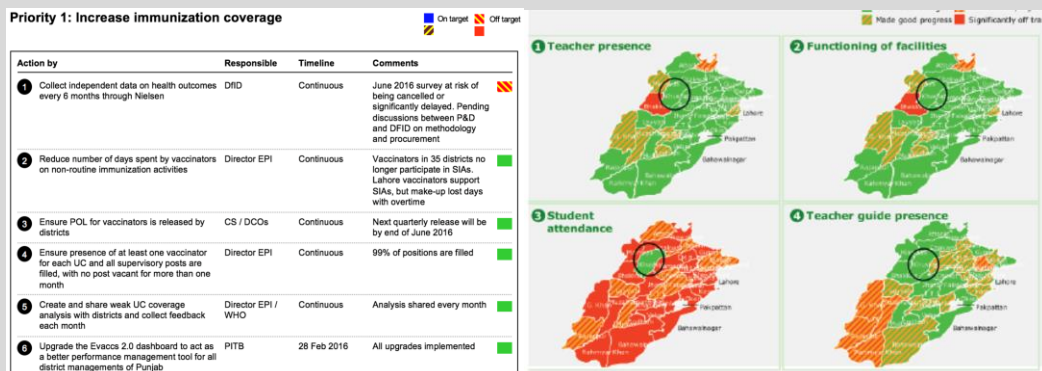 Priority 1: Increase immunization coverage
On target
Off target
Action by Responsible Timeline Comments
1 Collect independent data on health outcomes
every 6 months through Nielsen
DfID
Continuous
June 2016 survey at risk of
being cancelled or
significantly delayed. Pending
discussions between P&D
and DFID on methodology
and procurement
2 Reduce number of days spent by vaccinators
on non-routine immunization activities
Director EPI
Continuous
Vaccinators in 35 districts no
longer participate in SIAs.
Lahore vaccinators support
SIAs, but make-up lost days
with overtime
3 Ensure POL for vaccinators is released by
districts
CS / DCOs
Continuous
Next quarterly release will be
by end of June 2016
4 Ensure presence of at least one vaccinator
for each UC and all supervisory posts are
filled, with no post vacant for more than one
month
Director EPI
Continuous
99% of positions are filled
5 Create and share weak UC coverage
analysis with districts and collect feedback
each month
Director EPI /
WHO
Continuous
Analysis shared every month
6 Upgrade the Evaccs 2.0 dashboard to act as
a better performance management tool for all
district managements of Punjab
PITB
28 Feb 2016
All upgrades implemented
Made good progress
Significantly off tra
1 Teacher presence
Lahore
Pakpattan
Bahawalnagar
2 Functioning of facilities
Lahore
Pakpattan
Bahawalnagar
3 Student
attendance
Lahore
Pakpattan
Bahawalnagar
4 Teacher guide presence
Lahore
Pakpattan
Bahawalnagar